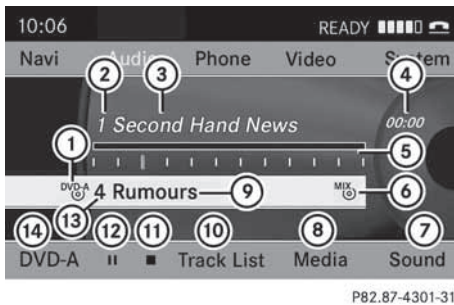 10:06 READY
Navi Audio Phone Video System
2 3 4
1 Second Hand News 00:00
1 5
DVD-A 4 Rumours 9 MIX 6
13
14 12 11 10 8 7
DVD-A Track List Media Sound
P82.87-4301-31